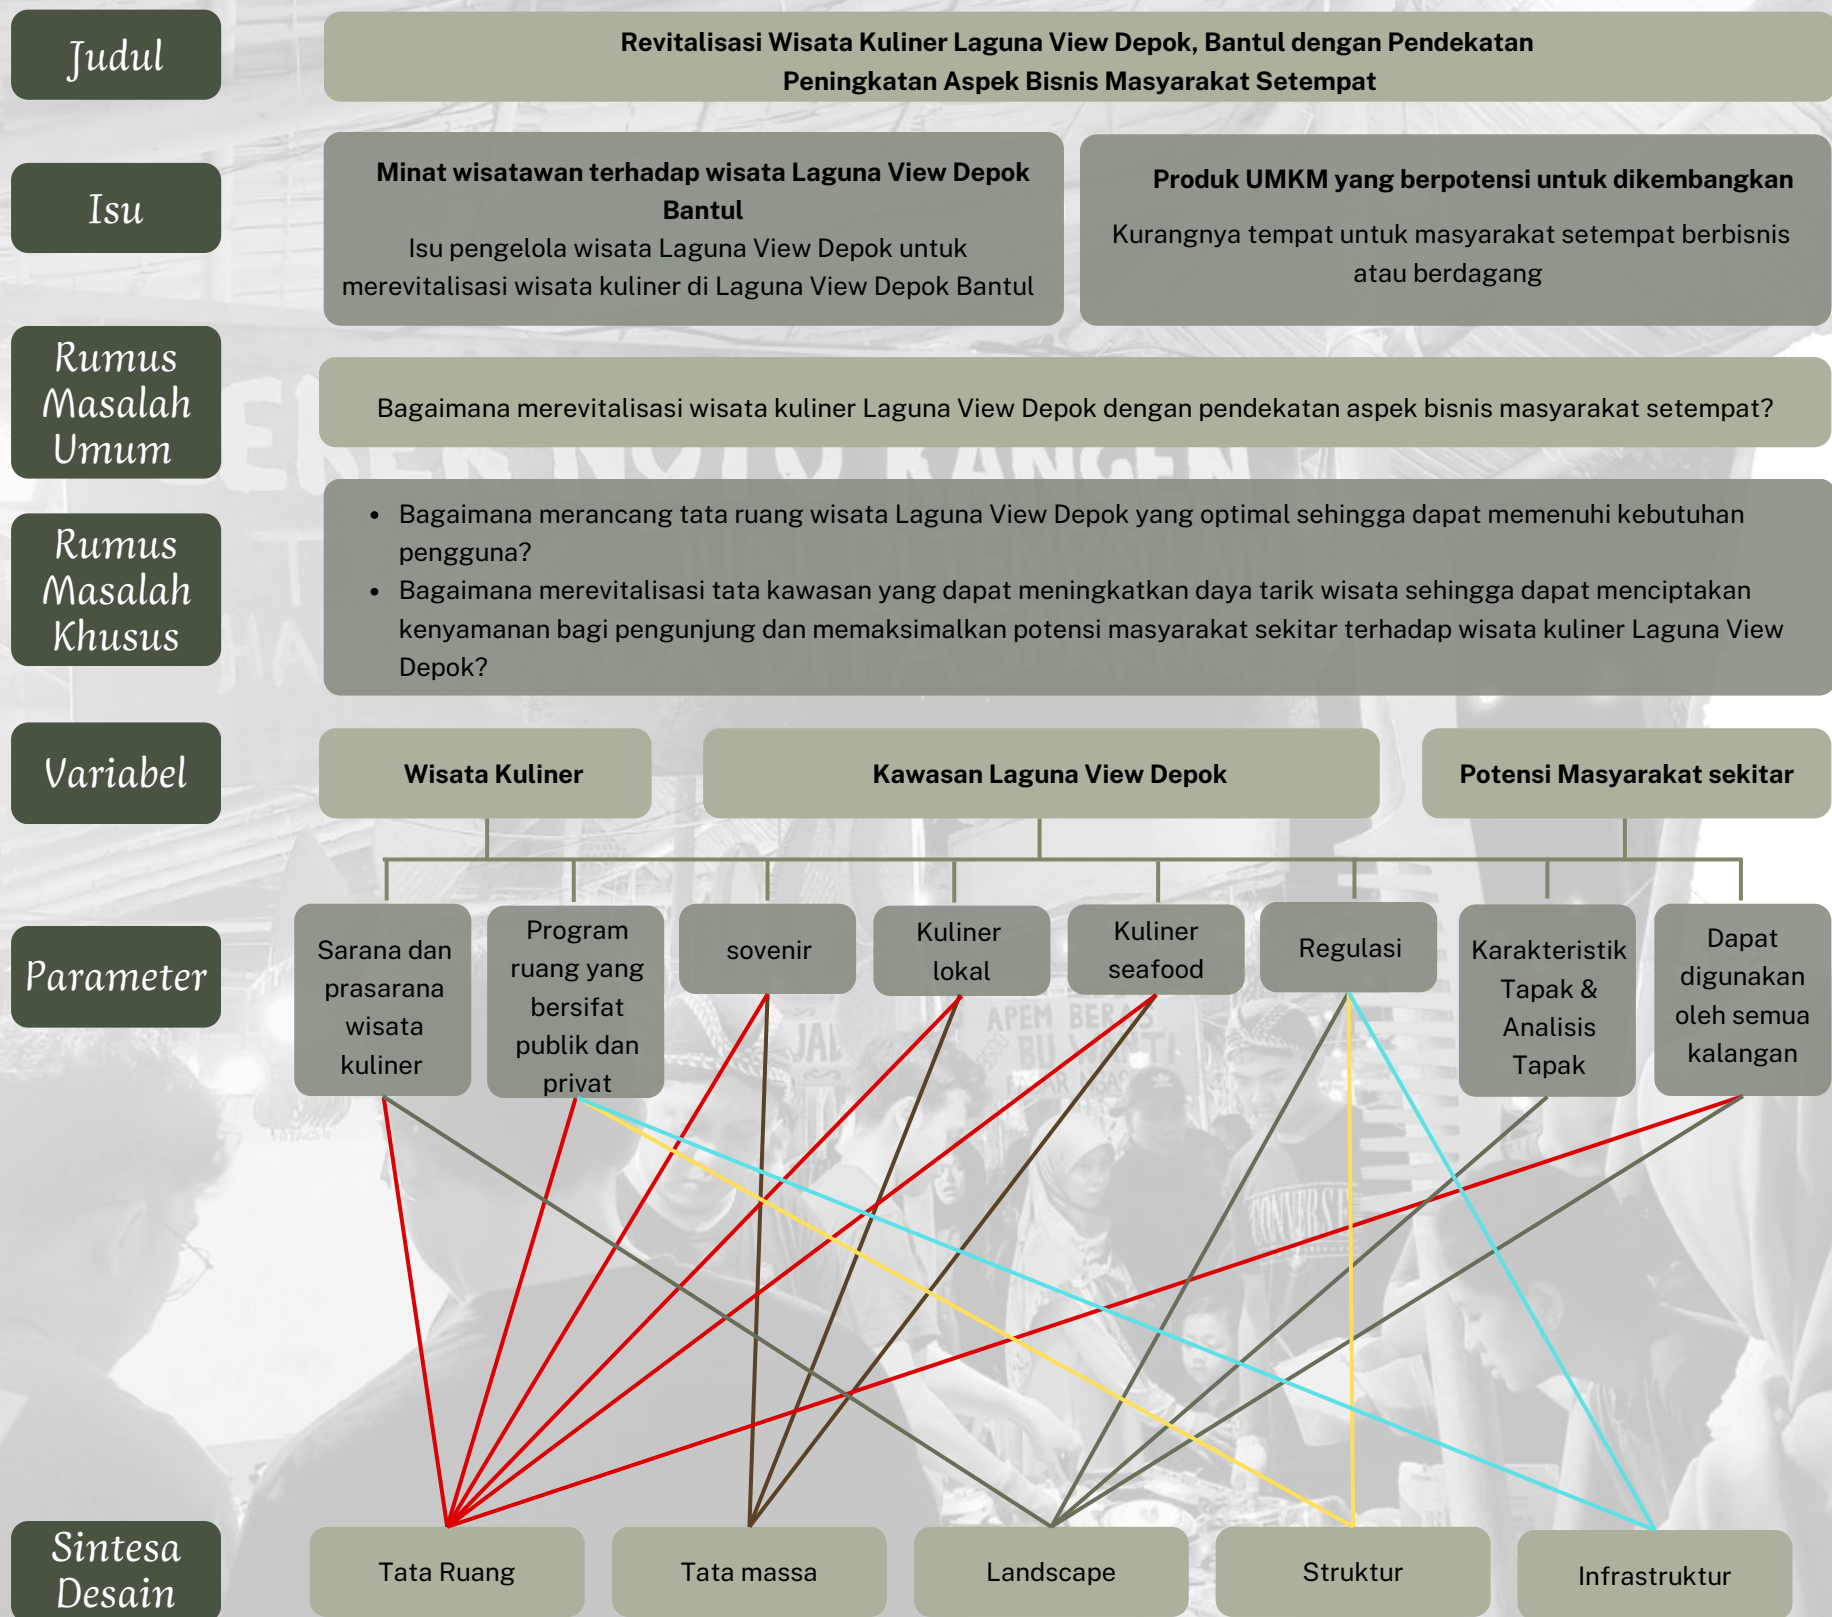 Judul
Revitalisasi Wisata Kuliner Laguna View Depok, Bantul dengan Pendekatan
Peningkatan Aspek Bisnis Masyarakat Setempat
Isu
Minat wisatawan terhadap wisata Laguna View Depok
Bantul
Isu pengelola wisata Laguna View Depok untuk
merevitalisasi wisata kuliner di Laguna View Depok Bantul
Produk UMKM yang berpotensi untuk dikembangkan
Kurangnya tempat untuk masyarakat setempat berbisnis
atau berdagang
Rumus
Masalah
Umum
Bagaimana merevitalisasi wisata kuliner Laguna View Depok dengan pendekatan aspek bisnis masyarakat setempat?
Rumus
Masalah
Khusus
• Bagaimana merancang tata ruang wisata Laguna View Depok yang optimal sehingga dapat memenuhi kebutuhan
pengguna?
• Bagaimana merevitalisasi tata kawasan yang dapat meningkatkan daya tarik wisata sehingga dapat menciptakan
kenyamanan bagi pengunjung dan memaksimalkan potensi masyarakat sekitar terhadap wisata kuliner Laguna View
Depok?
Variabel
Wisata Kuliner
Kawasan Laguna View Depok
Potensi Masyarakat sekitar
Parameter
Sarana dan
prasarana
wisata
kuliner
Program
ruang yang
bersifat
publik dan
privat
sovenir
Kuliner
lokal
Kuliner
seafood
Regulasi
Karakteristik
Tapak &
Analisis
Tapak
Dapat
digunakan
oleh semua
kalangan
APEM BERAS
Sintesa
Desain
Tata Ruang
Tata massa
Landscape
Struktur
Infrastruktur